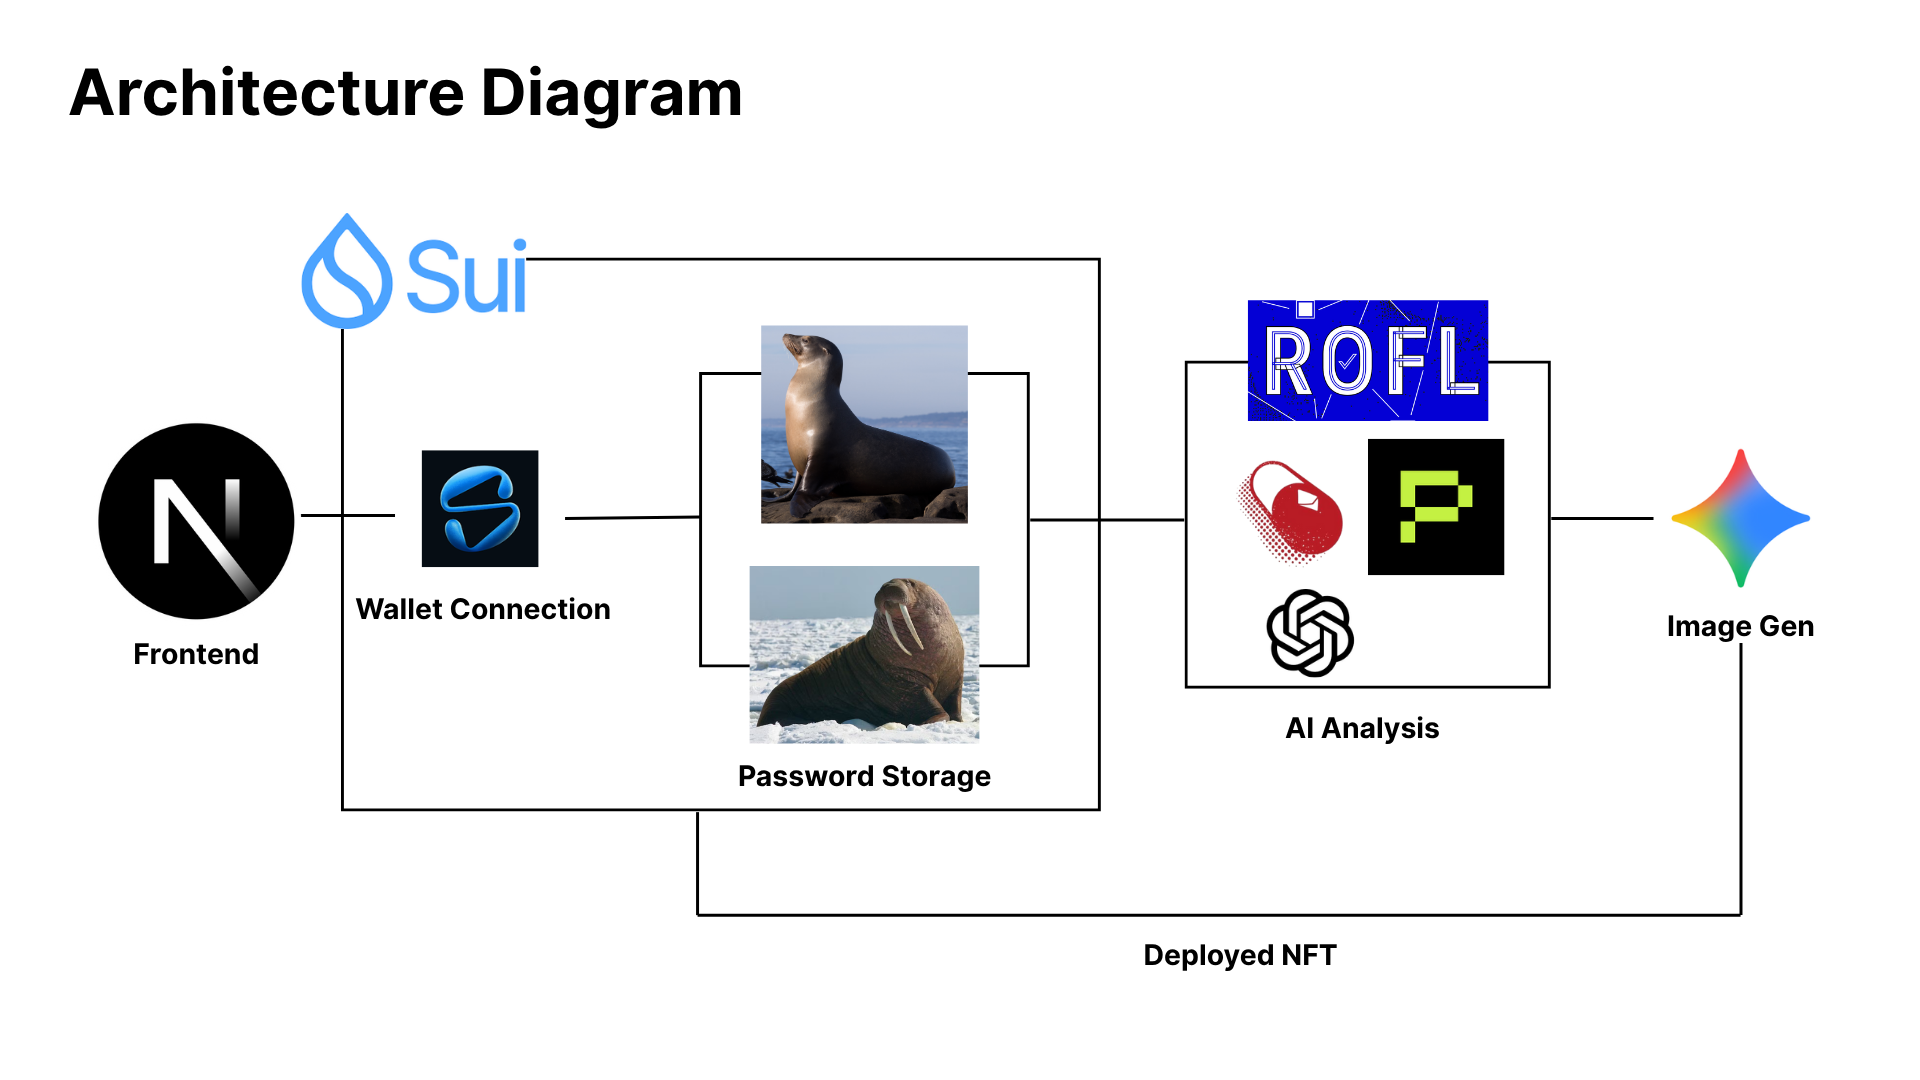 Architecture Diagram
Sui
ROFL
Wallet Connection
Frontend
Image Gen
AI Analysis
Password Storage
Deployed NFT